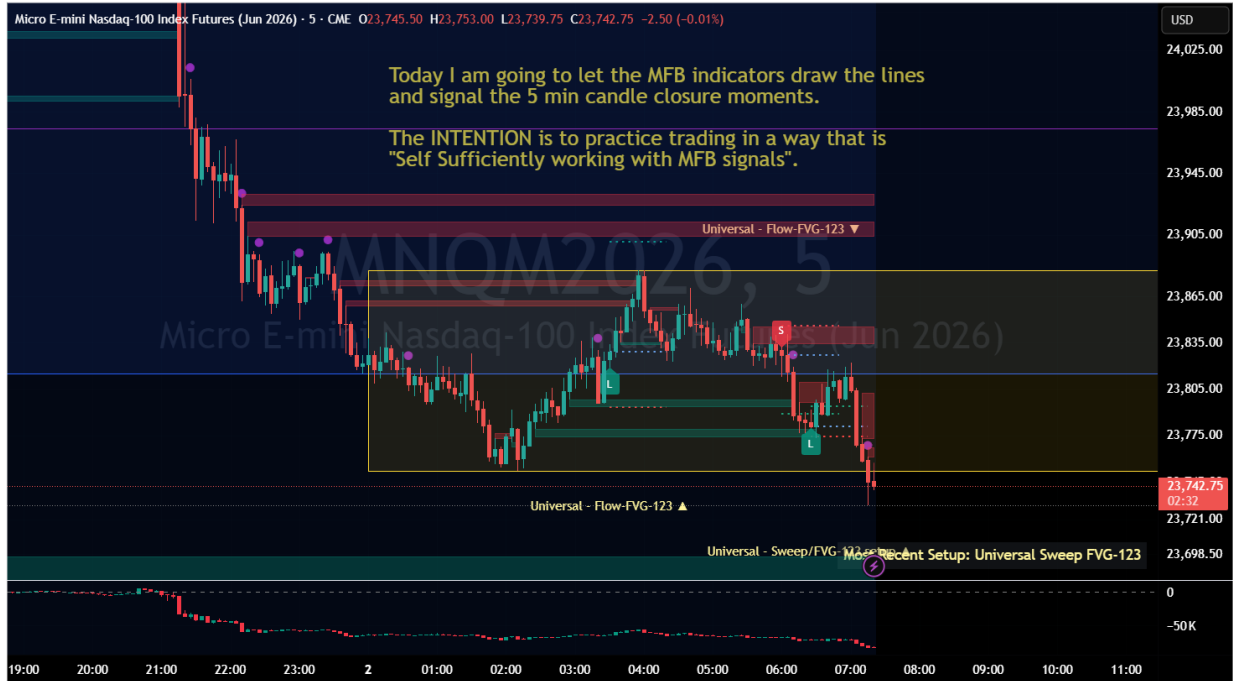 Micro E-mini Nasdaq-100 Index Futures (Jun 2026) · 5 · CME O23,745.50 H23,753.00 L23,739.75 C23,742.75 −2.50 (−0.01%)
USD
24,025.00
Today I am going to let the MFB indicators draw the lines
and signal the 5 min candle closure moments.
23,985.00
The INTENTION is to practice trading in a way that is
"Self Sufficiently working with MFB signals".
23,945.00
Universal - Flow-FVG-123 ▼
23,905.00
MNQM2026, 5
23,865.00
Micro E-mini Nasdaq-100 Index Futures (Jun 2026)
S
23,835.00
L
23,805.00
L
23,775.00
23,742.75
02:32
Universal - Flow-FVG-123 ▲
23,721.00
Universal - Sweep/FVG-123 setup ▲
Most Recent Setup: Universal Sweep FVG-123
23,698.50
0
−50K
19:00 20:00 21:00 22:00 23:00 2 01:00 02:00 03:00 04:00 05:00 06:00 07:00 08:00 09:00 10:00 11:00